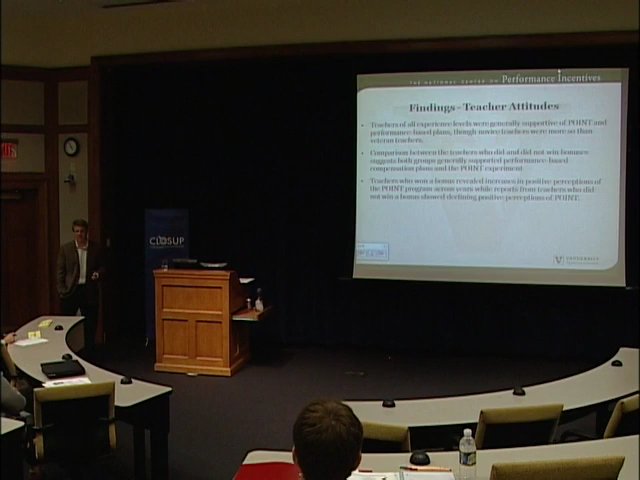 THE NATIONAL CENTER ON Performance Incentives
Findings - Teacher Attitudes
Teachers of all experience levels were generally supportive of POINT and
performance-based plans, though novice teachers were more so than
veteran teachers.
Comparison between the teachers who did and did not win bonuses
suggests both groups generally supported performance-based
compensation plans and the POINT experiment
Teachers who won a bonus revealed increases in positive perceptions of
the POINT program across years while reports from teachers who did
not win a bonus showed declining positive perceptions of POINT.
VANDERBILT
CLOSUP